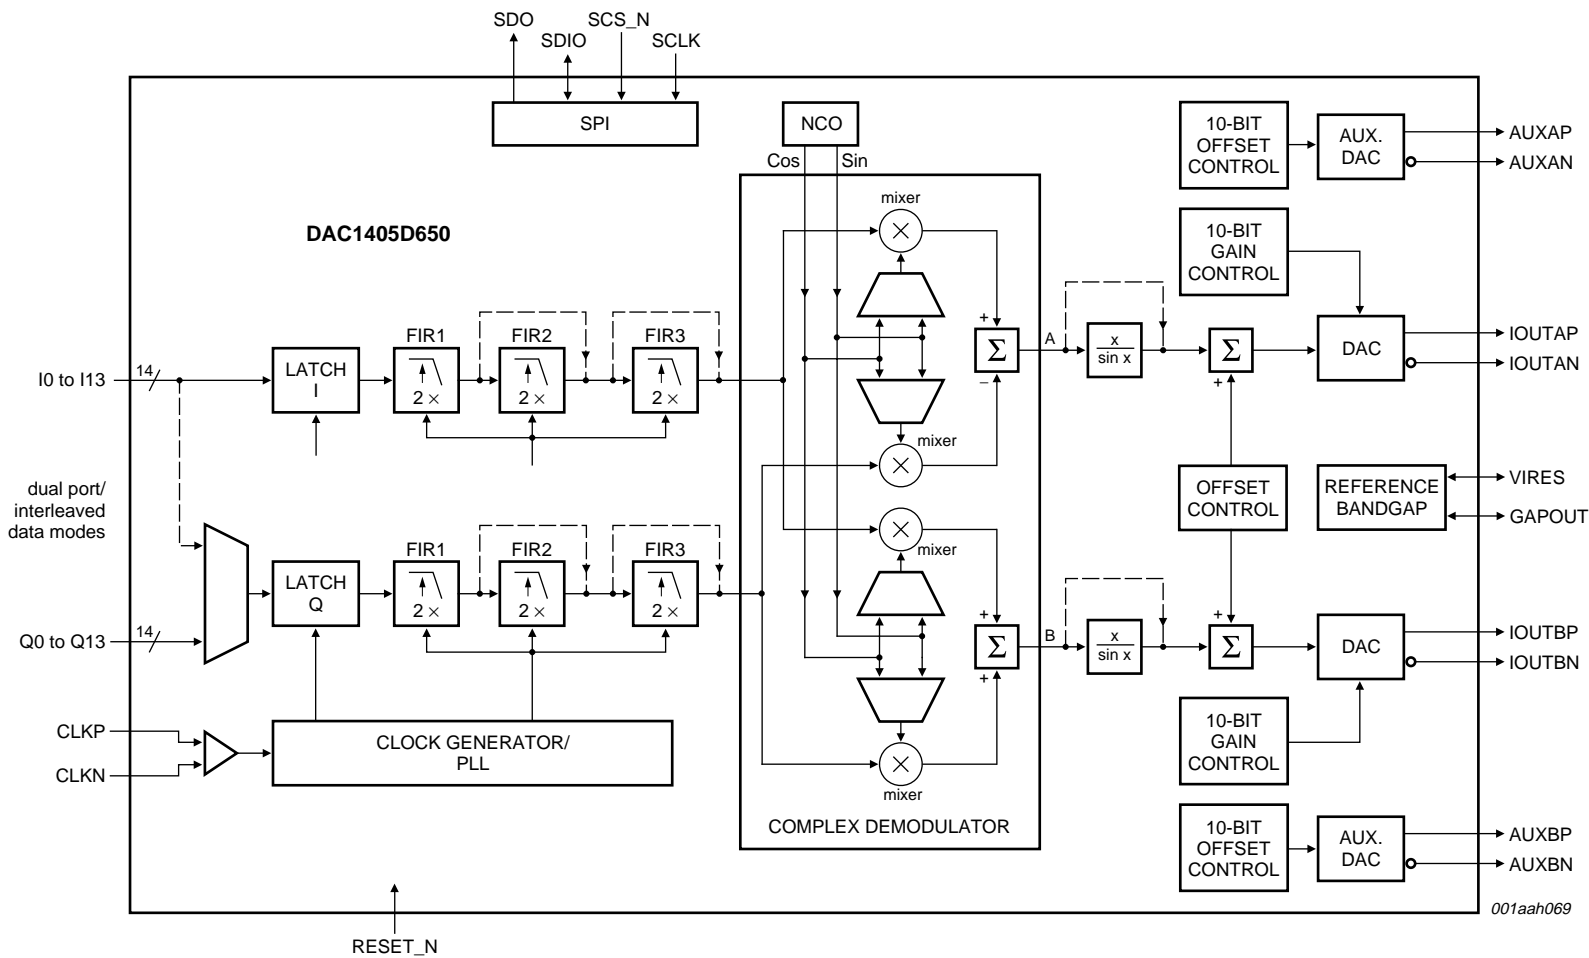 SDO
SDIO
SCS_N
SCLK
SPI
NCO
Cos
Sin
DAC1405D650
I0 to I13
14
LATCH
I
FIR1
2 ×
FIR2
2 ×
FIR3
2 ×
dual port/
interleaved
data modes
Q0 to Q13
14
LATCH
Q
FIR1
2 ×
FIR2
2 ×
FIR3
2 ×
CLKP
CLKN
CLOCK GENERATOR/
PLL
RESET_N
mixer
×
mixer
×
×
mixer
×
mixer
COMPLEX DEMODULATOR
+
Σ
−
A
+
Σ
+
B
x
sin x
x
sin x
Σ
+
OFFSET
CONTROL
+
Σ
10-BIT
OFFSET
CONTROL
AUX.
DAC
AUXAP
AUXAN
10-BIT
GAIN
CONTROL
DAC
IOUTAP
IOUTAN
REFERENCE
BANDGAP
VIRES
GAPOUT
DAC
IOUTBP
IOUTBN
10-BIT
GAIN
CONTROL
10-BIT
OFFSET
CONTROL
AUX.
DAC
AUXBP
AUXBN
001aah069